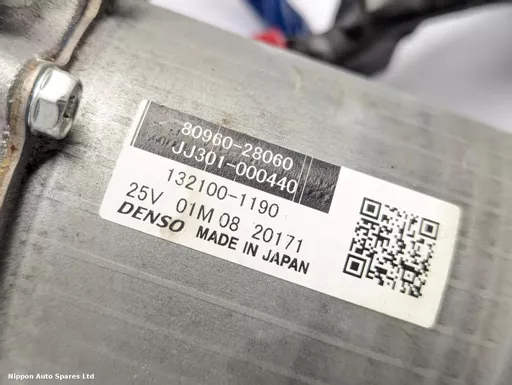 80960-28060
JJ301-000440
132100-1190
25V 01M 08 20171
DENSO MADE IN JAPAN
Nippon Auto Spares Ltd